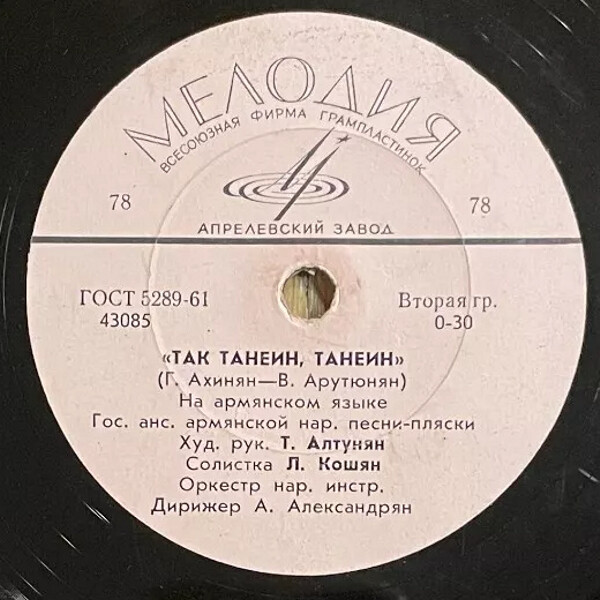 МЕЛОДИЯ
ВСЕСОЮЗНАЯ ФИРМА ГРАМПЛАСТИНОК
78 78
АПРЕЛЕВСКИЙ ЗАВОД
ГОСТ 5289-61 Вторая гр.
43085 0-30
«ТАК ТАНЕИН, ТАНЕИН»
(Г. Ахинян—В. Арутюнян)
На армянском языке
Гос. анс. армянской нар. песни-пляски
Худ. рук. Т. Алтунян
Солистка Л. Кошян
Оркестр нар. инстр.
Дирижер А. Александрян